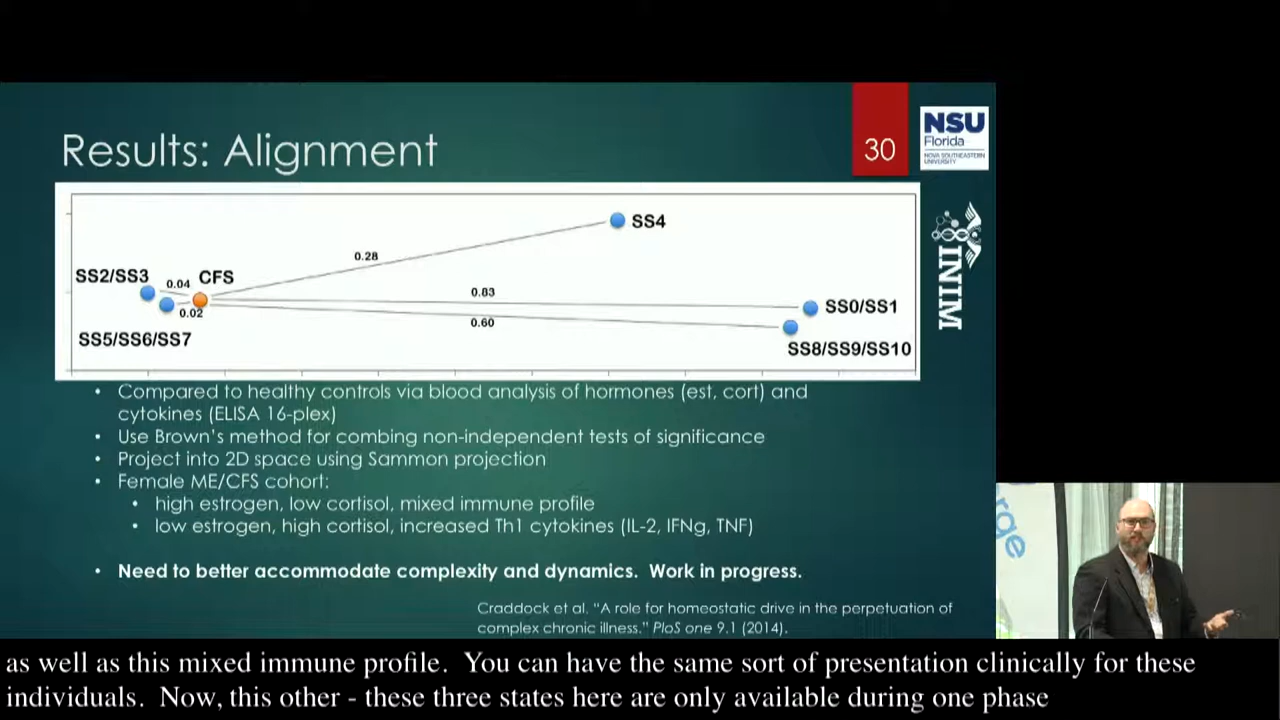 Results: Alignment
30
NSU
Florida
NOVA SOUTHEASTERN
UNIVERSITY
SS4
0.28
SS2/SS3
0.04
CFS
0.83
SS0/SS1
0.02
0.60
SS5/SS6/SS7
SS8/SS9/SS10
INIM
• Compared to healthy controls via blood analysis of hormones (est, cort) and
cytokines (ELISA 16-plex)
• Use Brown's method for combing non-independent tests of significance
• Project into 2D space using Sammon projection
• Female ME/CFS cohort:
• high estrogen, low cortisol, mixed immune profile
• low estrogen, high cortisol, increased Th1 cytokines (IL-2, IFNg, TNF)
• Need to better accommodate complexity and dynamics. Work in progress.
Craddock et al. "A role for homeostatic drive in the perpetuation of
complex chronic illness." PloS one 9.1 (2014).
as well as this mixed immune profile. You can have the same sort of presentation clinically for these
individuals. Now, this other - these three states here are only available during one phase